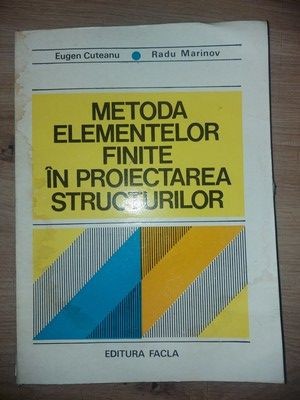 Eugen Cuteanu ● Radu Marinov
METODA
ELEMENTELOR
FINITE
ÎN PROIECTAREA
STRUCTURILOR
EDITURA FACLA